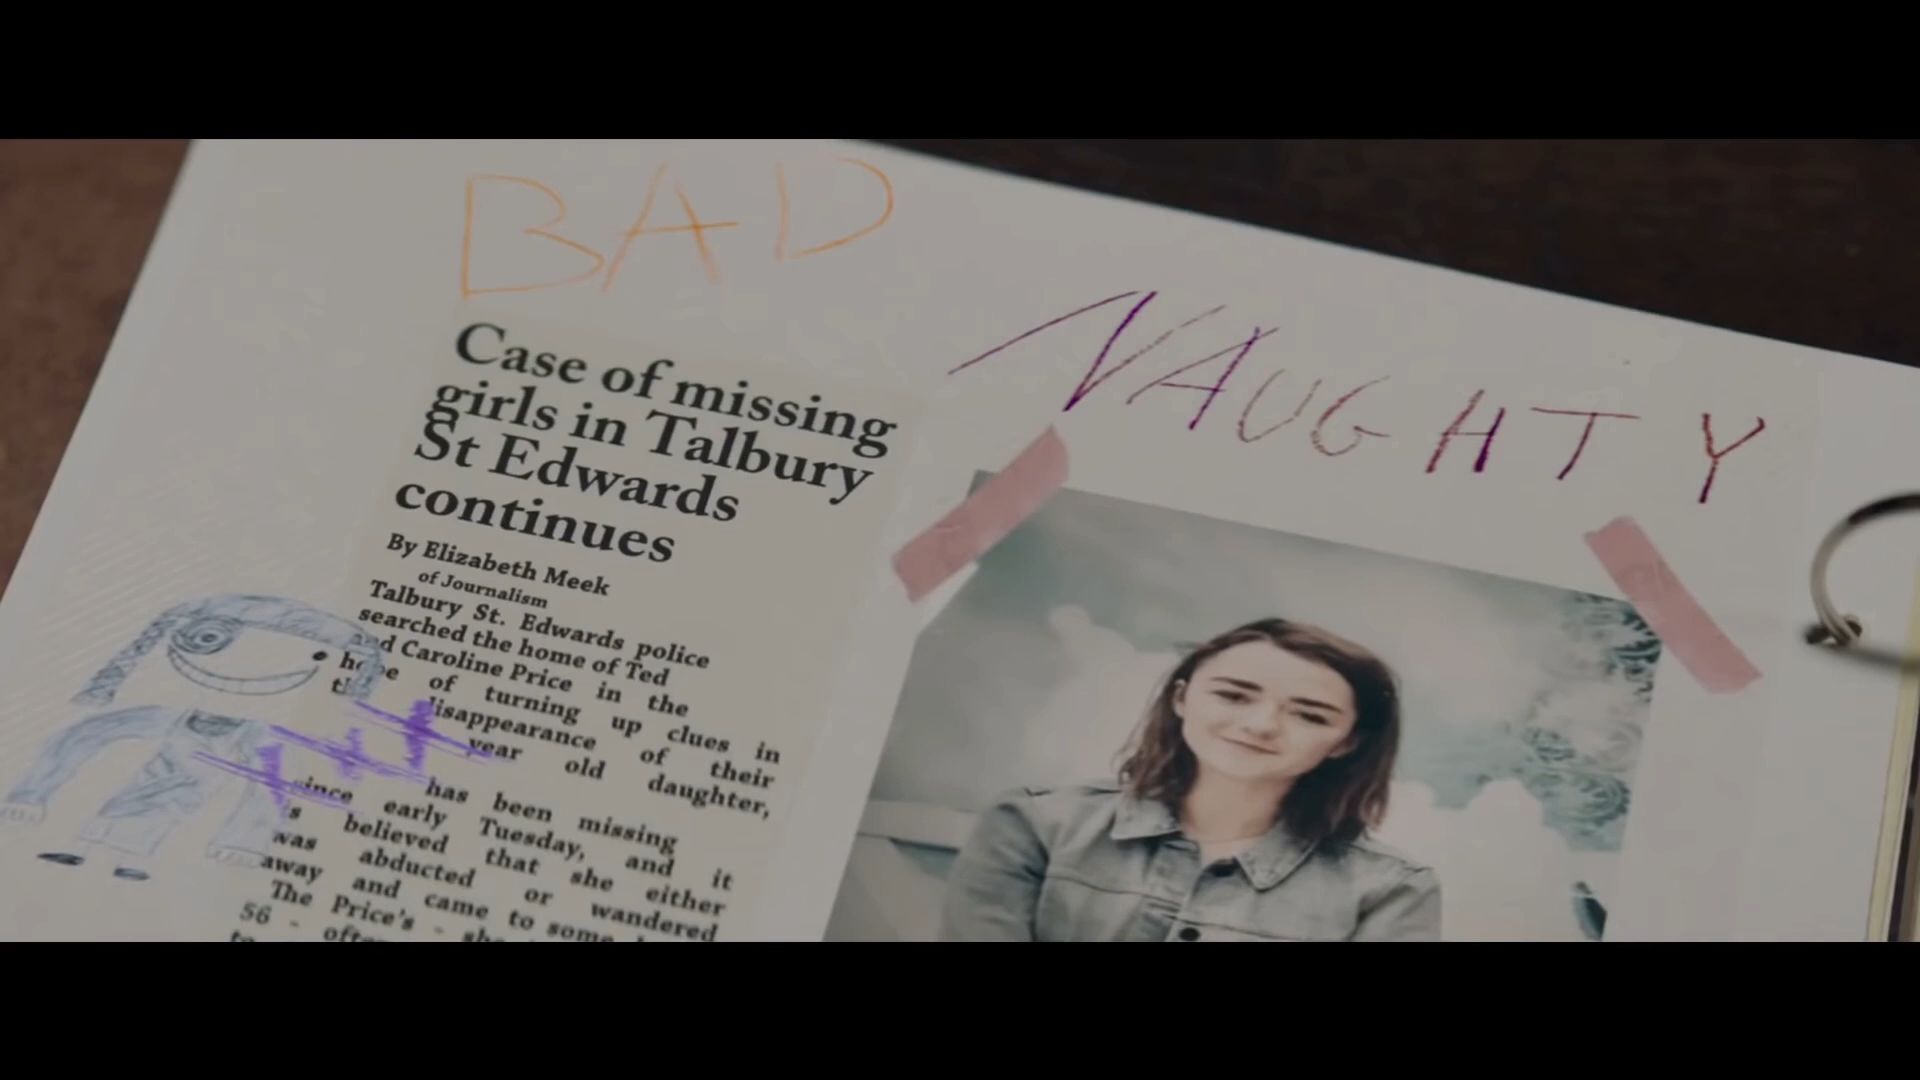 BAD
NAUGHTY
Case of missing
girls in Talbury
St Edwards
continues
By Elizabeth Meek
of Journalism
Talbury St. Edwards police
searched the home of Ted
Caroline Price in the
of turning up clues in
disappearance of their
year old daughter,
has been missing
since early Tuesday, and it
believed that she either
was abducted or wandered
away and came to some
The Price's -
56 -
to